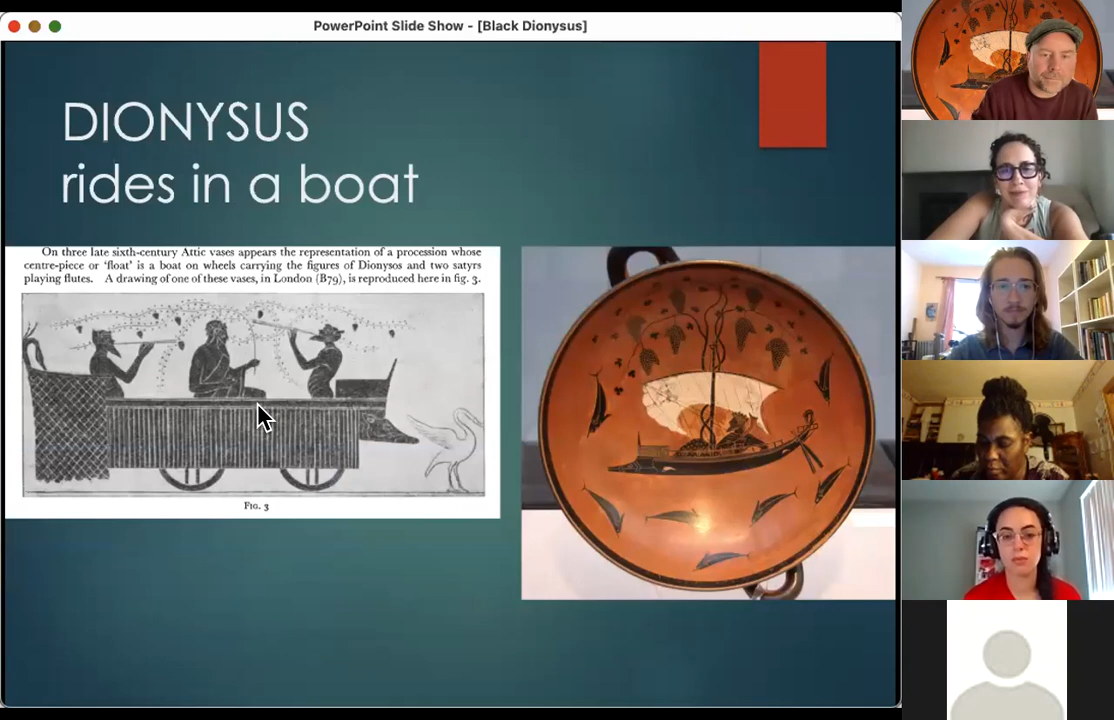 PowerPoint Slide Show - [Black Dionysus]
DIONYSUS
rides in a boat
On three late sixth-century Attic vases appears the representation of a procession whose
centre-piece or ‘float’ is a boat on wheels carrying the figures of Dionysos and two satyrs
playing flutes. A drawing of one of these vases, in London (B79), is reproduced here in fig. 3.
FIG. 3